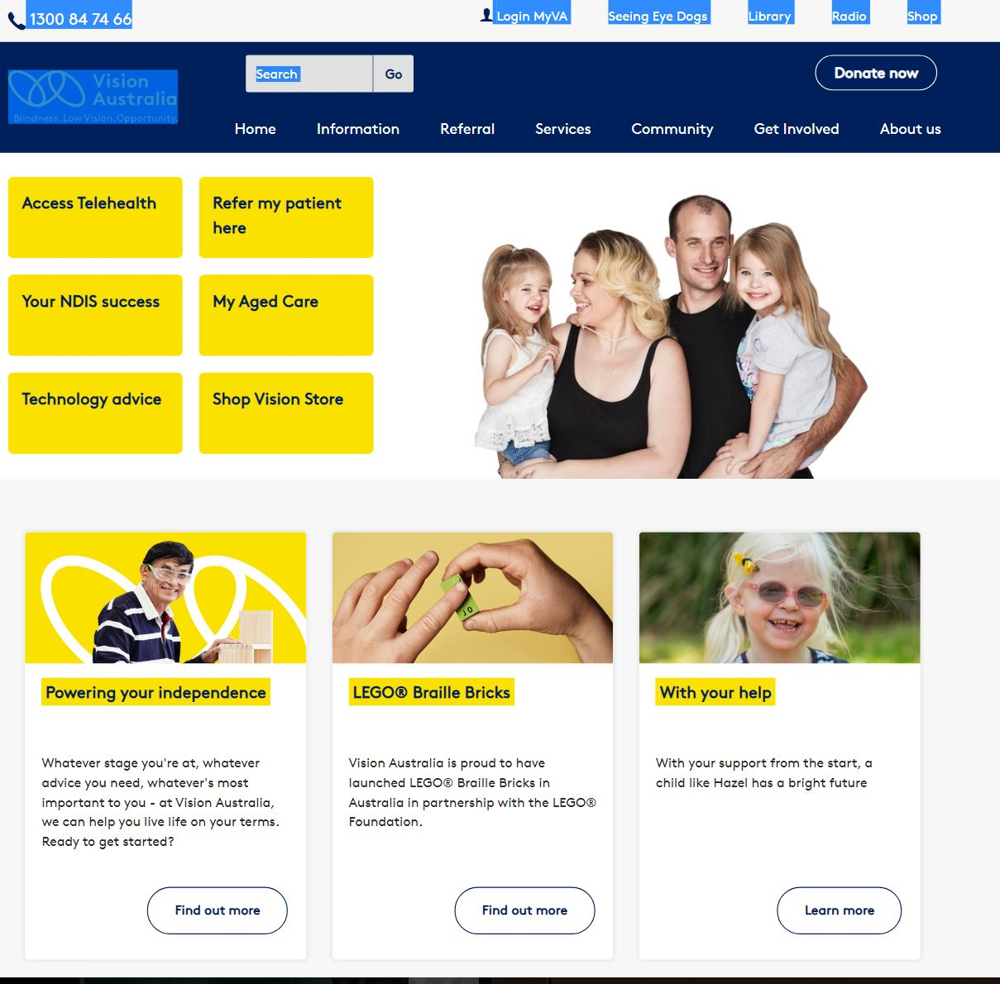 1300 84 74 66
Login MyVA
Seeing Eye Dogs
Library
Radio
Shop
Vision
Australia
Blindness. Low Vision. Opportunity.
Search
Go
Donate now
Home
Information
Referral
Services
Community
Get Involved
About us
Access Telehealth
Refer my patient
here
Your NDIS success
My Aged Care
Technology advice
Shop Vision Store
JO
Powering your independence
Whatever stage you're at, whatever
advice you need, whatever's most
important to you - at Vision Australia,
we can help you live life on your terms.
Ready to get started?
Find out more
LEGO® Braille Bricks
Vision Australia is proud to have
launched LEGO® Braille Bricks in
Australia in partnership with the LEGO®
Foundation.
Find out more
With your help
With your support from the start, a
child like Hazel has a bright future
Learn more